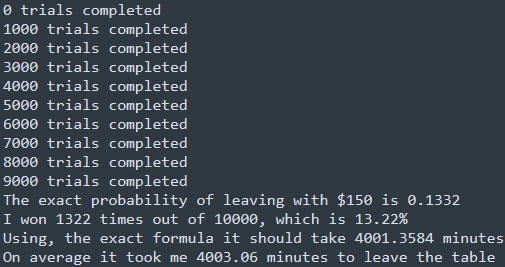 0 trials completed
1000 trials completed
2000 trials completed
3000 trials completed
4000 trials completed
5000 trials completed
6000 trials completed
7000 trials completed
8000 trials completed
9000 trials completed
The exact probability of leaving with $150 is 0.1332
I won 1322 times out of 10000, which is 13.22%
Using, the exact formula it should take 4001.3584 minutes
On average it took me 4003.06 minutes to leave the table